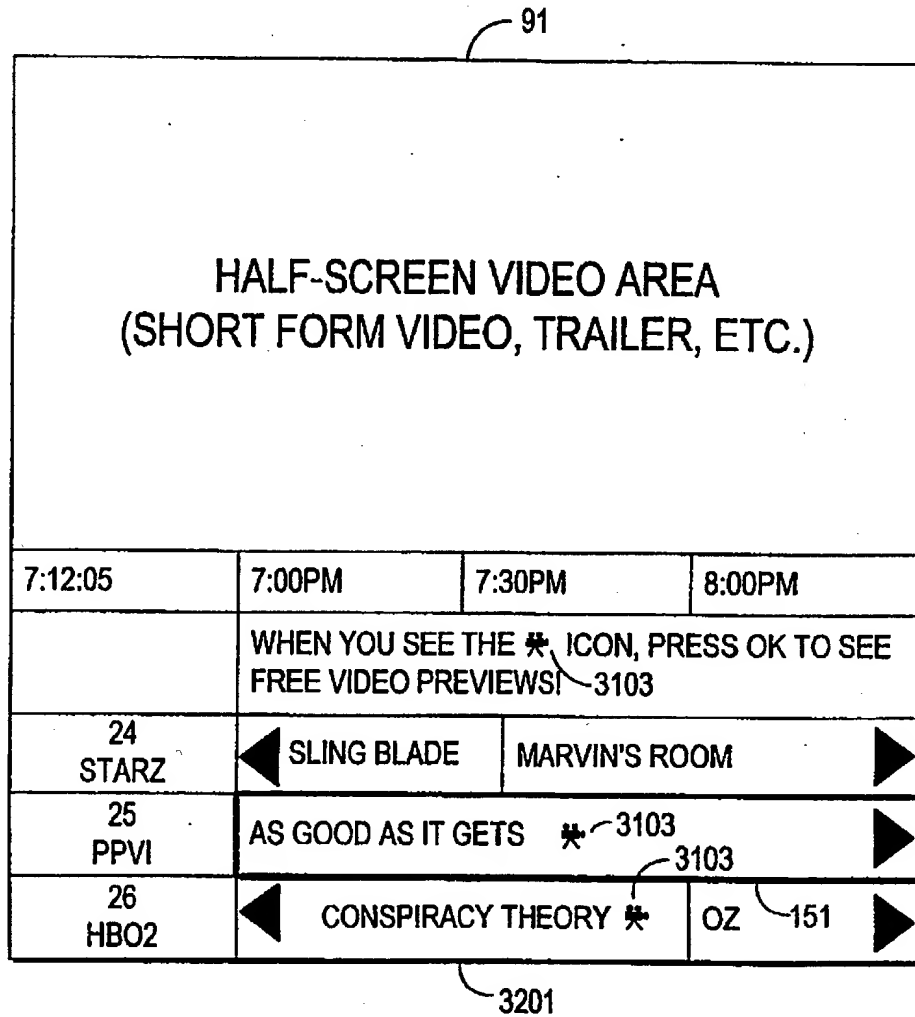 91
HALF-SCREEN VIDEO AREA
(SHORT FORM VIDEO, TRAILER, ETC.)
7:12:05 7:00PM 7:30PM 8:00PM
WHEN YOU SEE THE ICON, PRESS OK TO SEE
FREE VIDEO PREVIEWS! 3103
24
STARZ
SLING BLADE MARVIN'S ROOM
25
PPVI
AS GOOD AS IT GETS 3103
3103
26
HBO2
CONSPIRACY THEORY OZ 151
3201